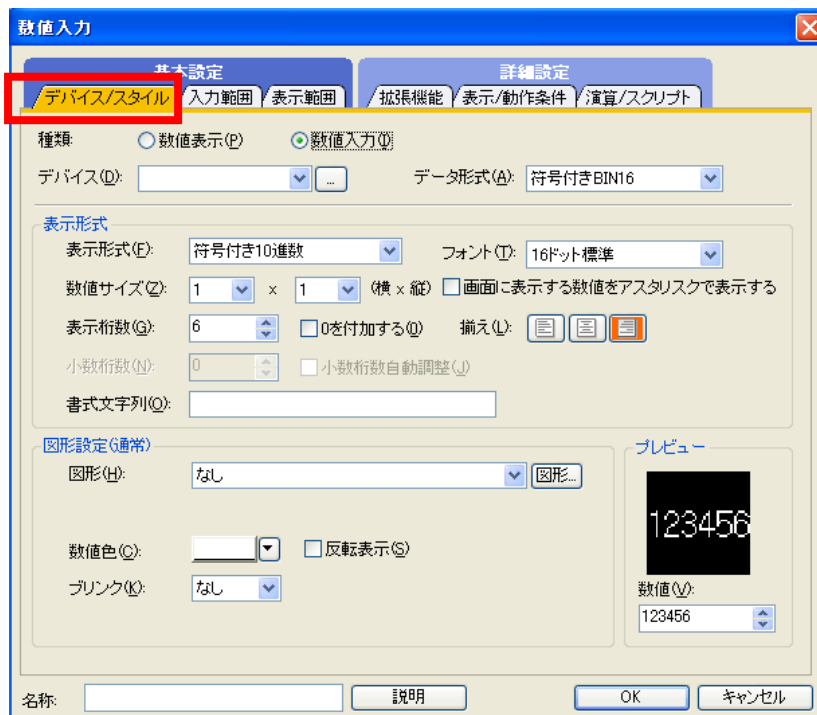 数値入力
基本設定 詳細設定
デバイス/スタイル 入力範囲 表示範囲 拡張機能 表示/動作条件 演算/スクリプト
種類: 数値表示(P) 数値入力(I)
デバイス(D): ... データ形式(A): 符号付きBIN16
表示形式
表示形式(F): 符号付き10進数 フォント(T): 16ドット標準
数値サイズ(Z): 1 x 1 (横 x 縦) 画面に表示する数値をアスタリスクで表示する
表示桁数(G): 6 0を付加する(0) 揃え(L):
小数桁数(N): 0 小数桁数自動調整(J)
書式文字列(O):
図形設定(通常) プレビュー
図形(H): なし 図形...
123456
数値色(C): 反転表示(S)
ブリンク(K): なし 数値(V):
123456
名称: 説明 OK キャンセル